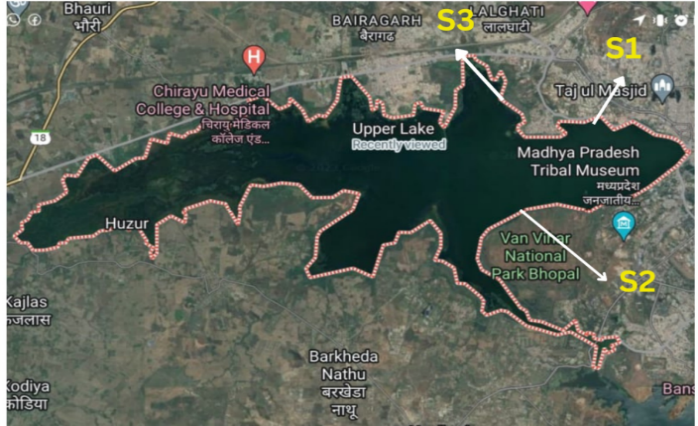 Bhauri
भौरी
BAIRAGARH
बैरागढ
S3
LALGHATI
लालघाटी
S1
Taj ul Masjid
H
Chirayu Medical
College & Hospital
चिरायु मेडिकल
कॉलेज एंड...
18
Upper Lake
Recently viewed
Madhya Pradesh
Tribal Museum
मध्यप्रदेश
जनजातीय...
Huzur
Van Vihar
National
Park Bhopal
S2
Kajlas
कजलास
Barkheda
Nathu
बरखेडा
नाथू
Kodiya
कोडिया
Bans